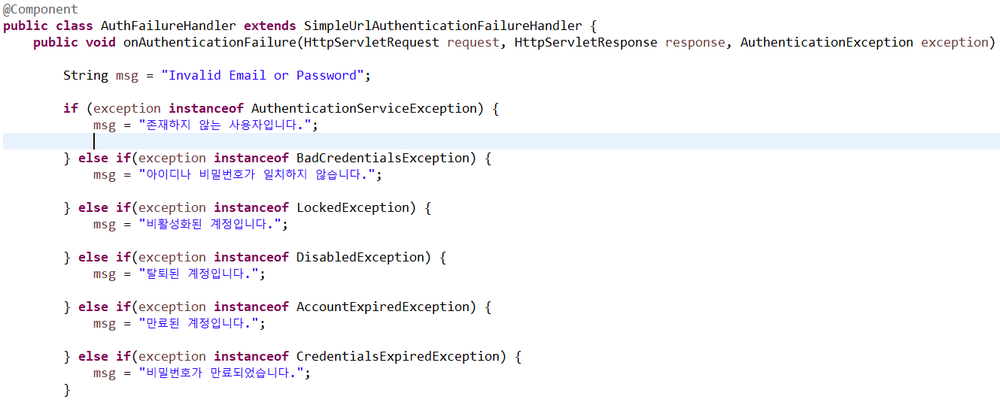 @Component
public class AuthFailureHandler extends SimpleUrlAuthenticationFailureHandler {
public void onAuthenticationFailure(HttpServletRequest request, HttpServletResponse response, AuthenticationException exception)
String msg = "Invalid Email or Password";
if (exception instanceof AuthenticationServiceException) {
msg = "존재하지 않는 사용자입니다.";
} else if(exception instanceof BadCredentialsException) {
msg = "아이디나 비밀번호가 일치하지 않습니다.";
} else if(exception instanceof LockedException) {
msg = "비활성화된 계정입니다.";
} else if(exception instanceof DisabledException) {
msg = "탈퇴된 계정입니다.";
} else if(exception instanceof AccountExpiredException) {
msg = "만료된 계정입니다.";
} else if(exception instanceof CredentialsExpiredException) {
msg = "비밀번호가 만료되었습니다.";
}